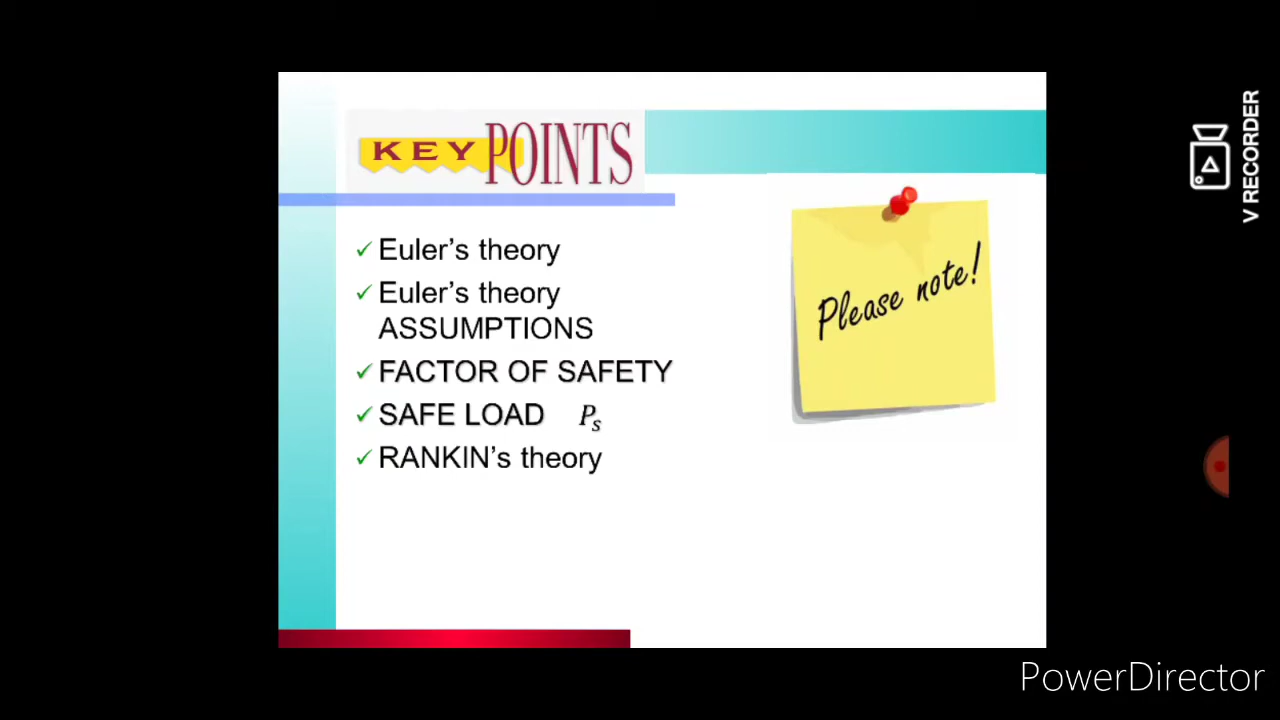 KEY POINTS
✓ Euler's theory
✓ Euler's theory
ASSUMPTIONS
✓ FACTOR OF SAFETY
✓ SAFE LOAD Pₛ
✓ RANKIN's theory
Please note!
V RECORDER
PowerDirector